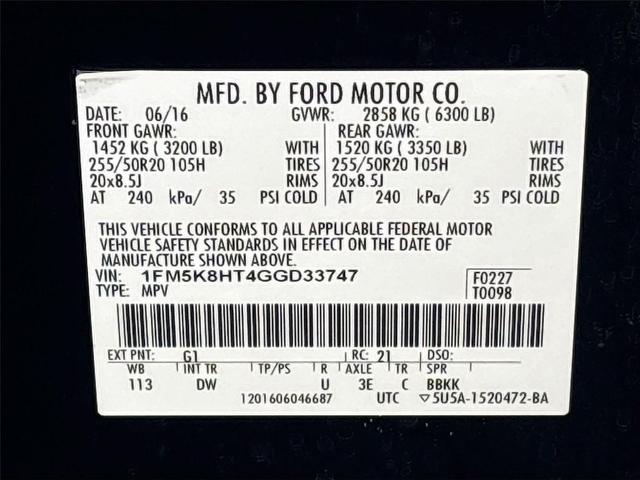 MFD. BY FORD MOTOR CO.
DATE: 06/16 GVWR: 2858 KG ( 6300 LB)
FRONT GAWR: REAR GAWR:
1452 KG ( 3200 LB) WITH 1520 KG ( 3350 LB) WITH
255/50R20 105H TIRES 255/50R20 105H TIRES
20x8.5J RIMS 20x8.5J RIMS
AT 240 kPa/ 35 PSI COLD AT 240 kPa/ 35 PSI COLD
THIS VEHICLE CONFORMS TO ALL APPLICABLE FEDERAL MOTOR
VEHICLE SAFETY STANDARDS IN EFFECT ON THE DATE OF
MANUFACTURE SHOWN ABOVE.
VIN: 1FM5K8HT4GGD33747 F0227
TYPE: MPV T0098
EXT PNT: G1 RC: 21 DSO:
WB INT TR TP/PS R AXLE TR SPR
113 DW U 3E C BBKK
1201606046687 UTC ▽5U5A-1520472-BA